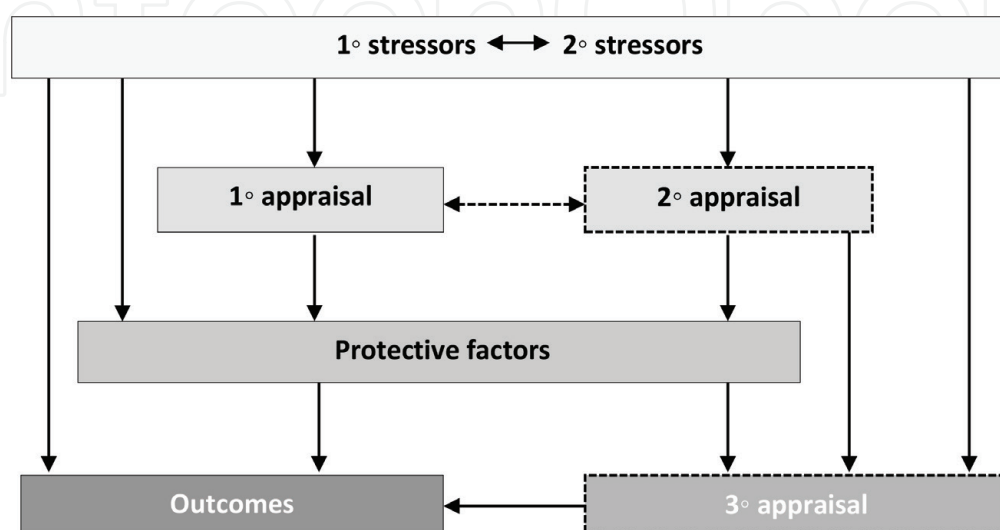 1◦ stressors 2◦ stressors
1◦ appraisal
2◦ appraisal
Protective factors
Outcomes
3◦ appraisal